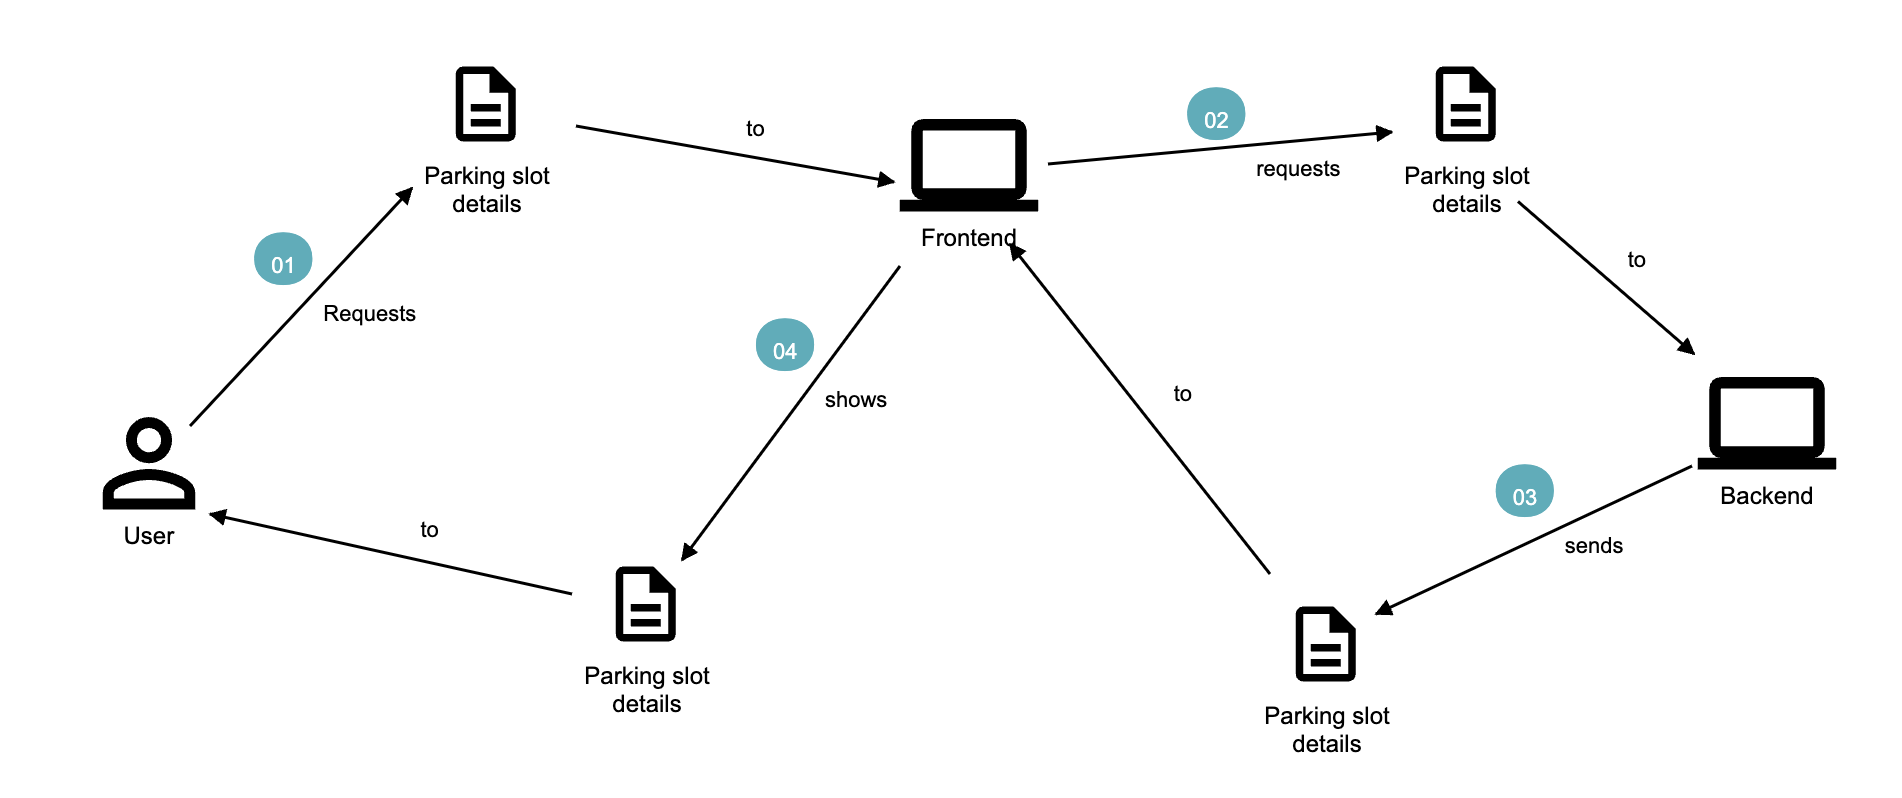 Parking slot
details
to
Frontend
02
requests
Parking slot
details
to
01
Requests
04
shows
to
Backend
03
sends
User
to
Parking slot
details
Parking slot
details